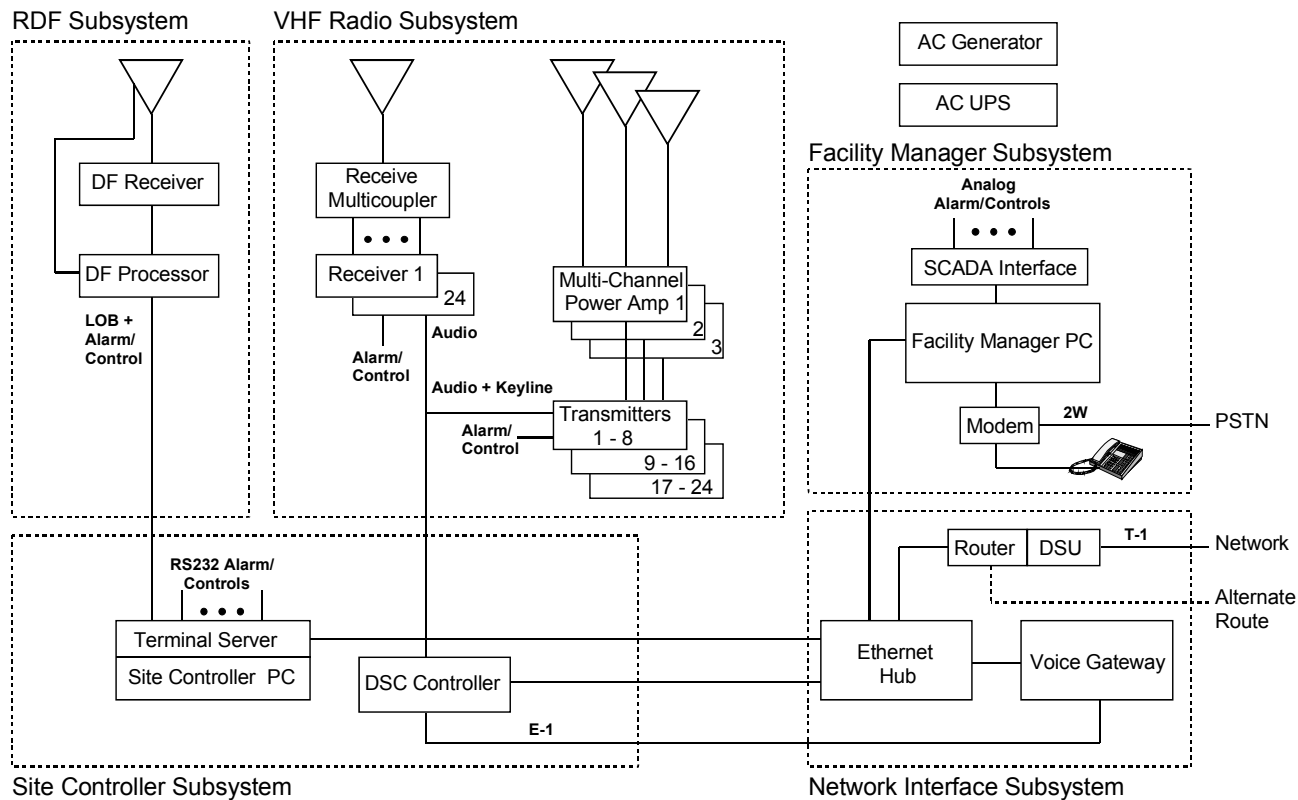 RDF Subsystem
VHF Radio Subsystem
AC Generator
AC UPS
Facility Manager Subsystem
DF Receiver
DF Processor
LOB +
Alarm/
Control
Receive
Multicoupler
• • •
Receiver 1
24
Audio
Alarm/
Control
Audio + Keyline
Multi-Channel
Power Amp 1
2
3
Transmitters
1 - 8
9 - 16
17 - 24
Alarm/
Control
Analog
Alarm/Controls
• • •
SCADA Interface
Facility Manager PC
Modem
2W
PSTN
RS232 Alarm/
Controls
• • •
Terminal Server
Site Controller PC
DSC Controller
E-1
Router
DSU
T-1
Network
Alternate
Route
Ethernet
Hub
Voice Gateway
Site Controller Subsystem
Network Interface Subsystem